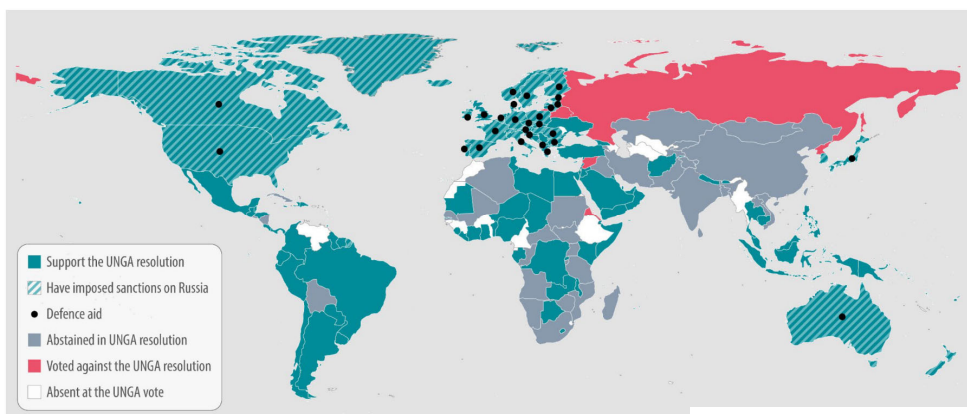 Support the UNGA resolution
Have imposed sanctions on Russia
Defence aid
Abstained in UNGA resolution
Voted against the UNGA resolution
Absent at the UNGA vote